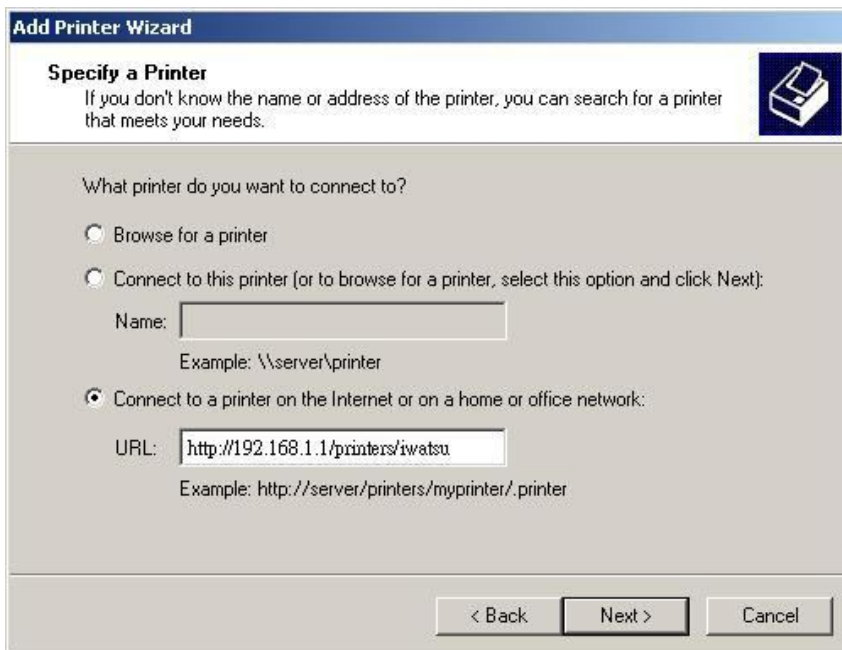 Add Printer Wizard
Specify a Printer
If you don't know the name or address of the printer, you can search for a printer
that meets your needs.
What printer do you want to connect to?
Browse for a printer
Connect to this printer (or to browse for a printer, select this option and click Next):
Name:
Example: \\server\printer
Connect to a printer on the Internet or on a home or office network:
URL: http://192.168.1.1/printers/iwatsu
Example: http://server/printers/myprinter/.printer
< Back Next > Cancel